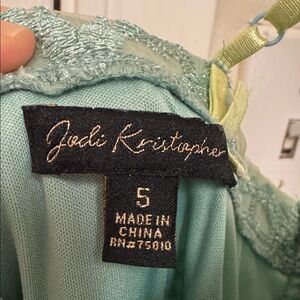 Jodi Kristopher
5
MADE IN
CHINA
RN#75010